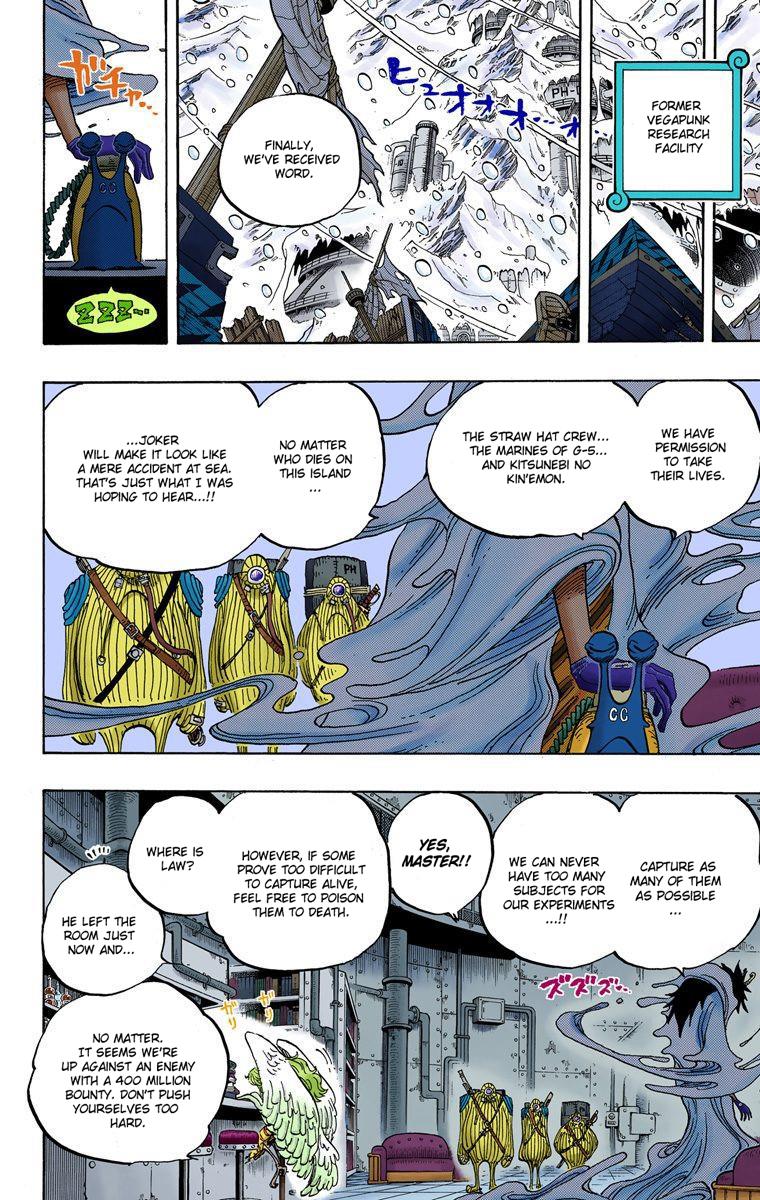 FORMER
VEGAPUNK
RESEARCH
FACILITY
PH-
ヒュオオオ...オ...
FINALLY,
WE'VE RECEIVED
WORD.
ガチャ...
CC
ZZZ...
WE HAVE
PERMISSION
TO TAKE
THEIR LIVES.
THE STRAW HAT CREW...
THE MARINES OF G-5...
AND KITSUNEBI NO
KIN'EMON.
NO MATTER
WHO DIES ON
THIS ISLAND
...
...JOKER
WILL MAKE IT LOOK LIKE
A MERE ACCIDENT AT SEA.
THAT'S JUST WHAT I WAS
HOPING TO HEAR...!!
PH
CC
CAPTURE AS
MANY OF THEM
AS POSSIBLE
...
WE CAN NEVER
HAVE TOO MANY
SUBJECTS FOR
OUR EXPERIMENTS
...!!
YES,
MASTER!!
HOWEVER, IF SOME
PROVE TOO DIFFICULT
TO CAPTURE ALIVE,
FEEL FREE TO POISON
THEM TO DEATH.
WHERE IS
LAW?
HE LEFT THE
ROOM JUST
NOW AND...
ズズズ...
ガリ
ガリ
NO MATTER.
IT SEEMS WE'RE
UP AGAINST AN ENEMY
WITH A 400 MILLION
BOUNTY. DON'T PUSH
YOURSELVES TOO
HARD.